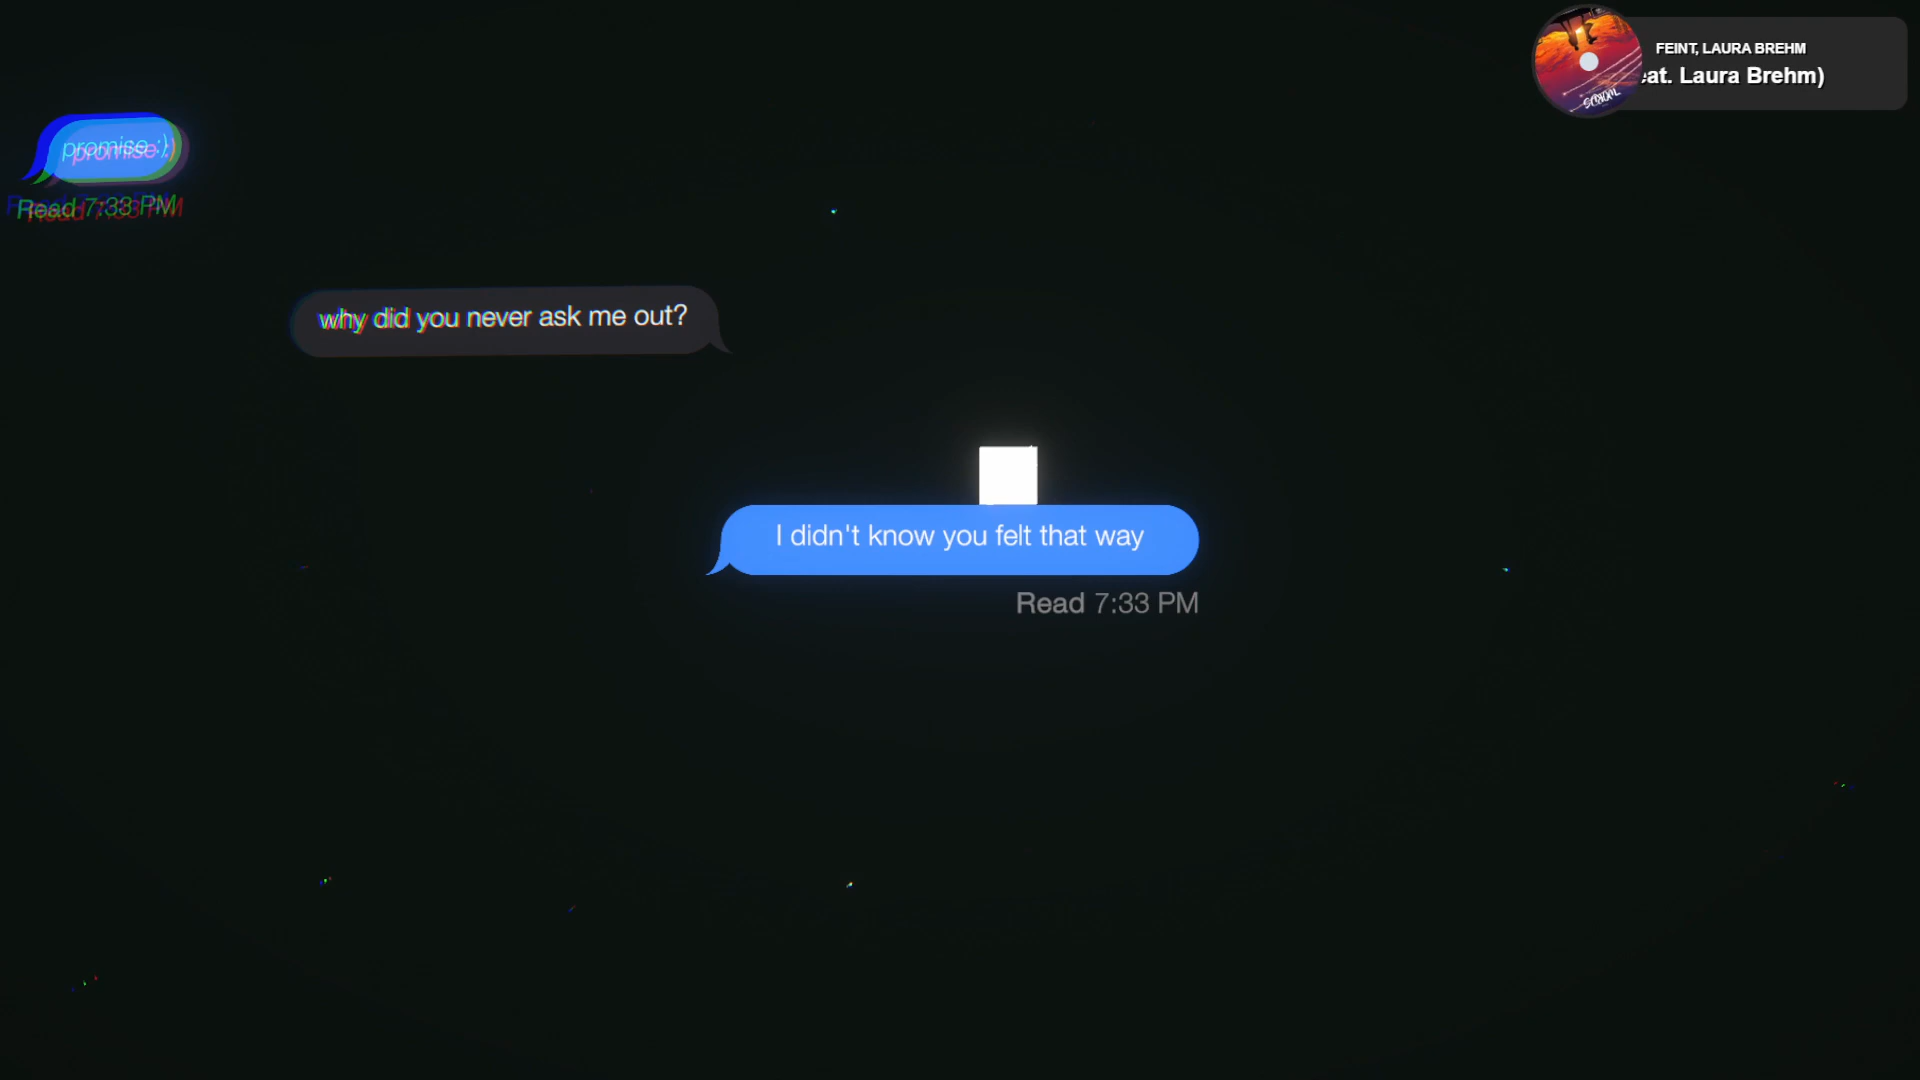 FEINT, LAURA BREHM
eat. Laura Brehm)
promise :)
Read 7:33 PM
why did you never ask me out?
I didn't know you felt that way
Read 7:33 PM